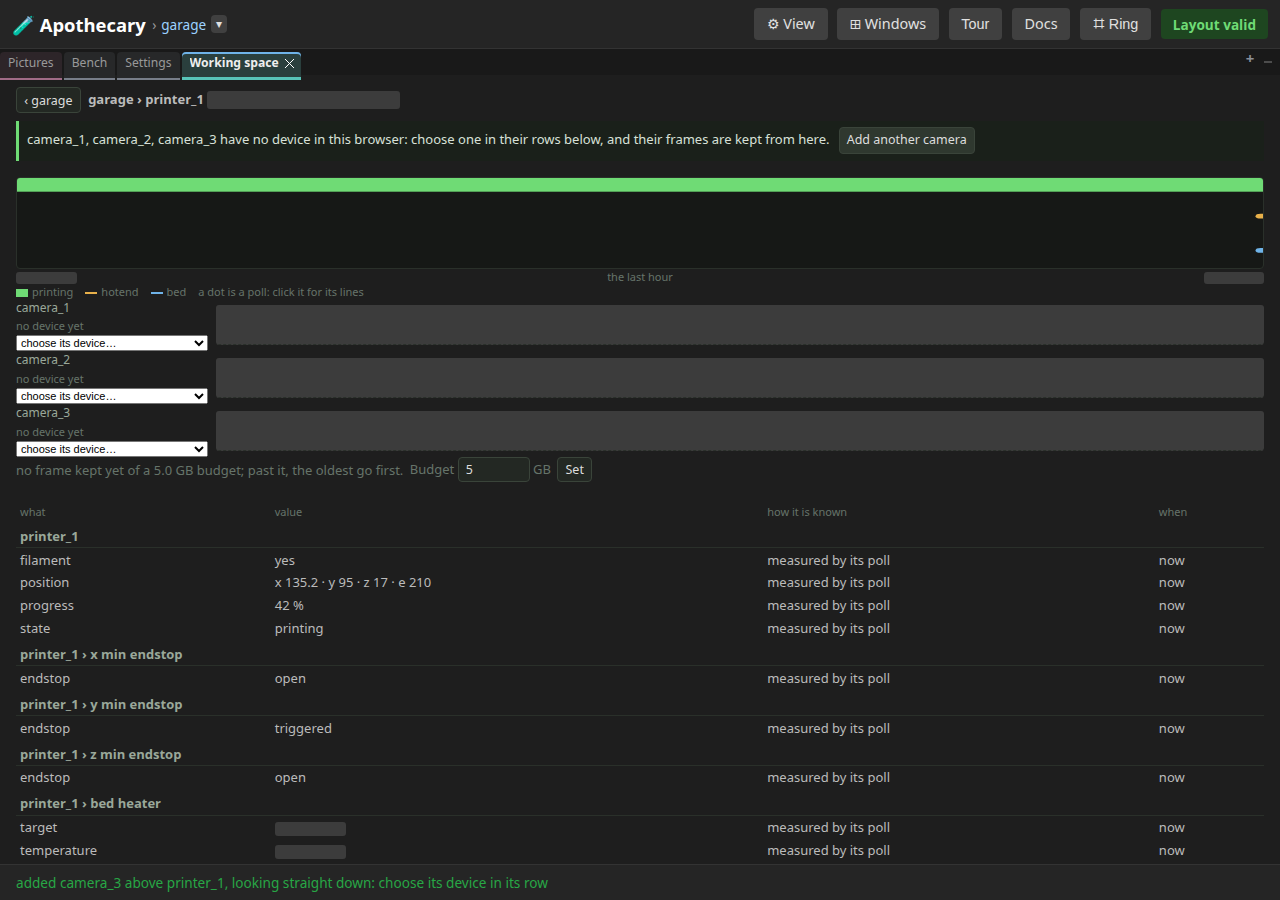 Apothecary › garage ▾
⚙ View
⊞ Windows
Tour
Docs
⌗ Ring
Layout valid
Pictures
Bench
Settings
Working space
‹ garage
garage › printer_1
camera_1, camera_2, camera_3 have no device in this browser: choose one in their rows below, and their frames are kept from here.
Add another camera
the last hour
printing hotend bed a dot is a poll: click it for its lines
camera_1
no device yet
choose its device…
camera_2
no device yet
choose its device…
camera_3
no device yet
choose its device…
no frame kept yet of a 5.0 GB budget; past it, the oldest go first. Budget 5 GB Set
what value how it is known when
printer_1
filament yes measured by its poll now
position x 135.2 · y 95 · z 17 · e 210 measured by its poll now
progress 42 % measured by its poll now
state printing measured by its poll now
printer_1 › x min endstop
endstop open measured by its poll now
printer_1 › y min endstop
endstop triggered measured by its poll now
printer_1 › z min endstop
endstop open measured by its poll now
printer_1 › bed heater
target measured by its poll now
temperature measured by its poll now
added camera_3 above printer_1, looking straight down: choose its device in its row